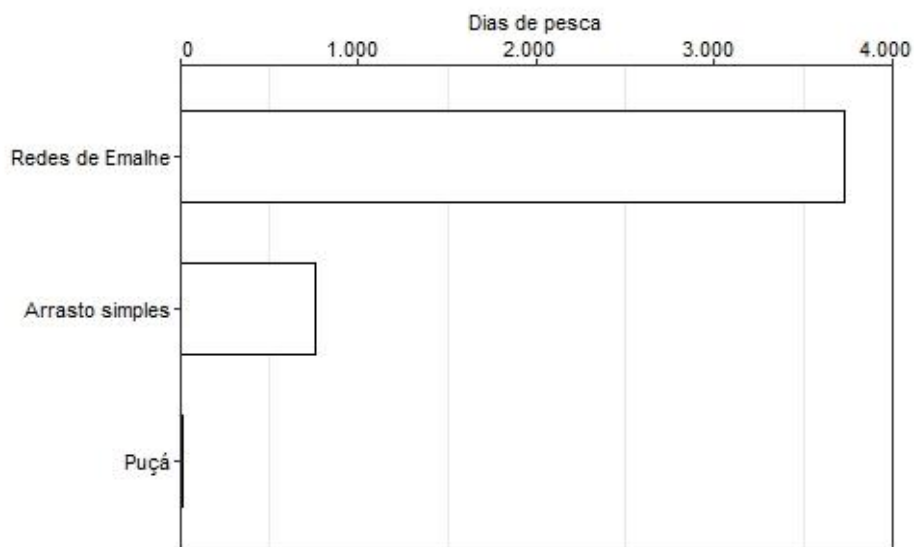 Dias de pesca
0 1.000 2.000 3.000 4.000
Redes de Emalhe
Arrasto simples
Puçá